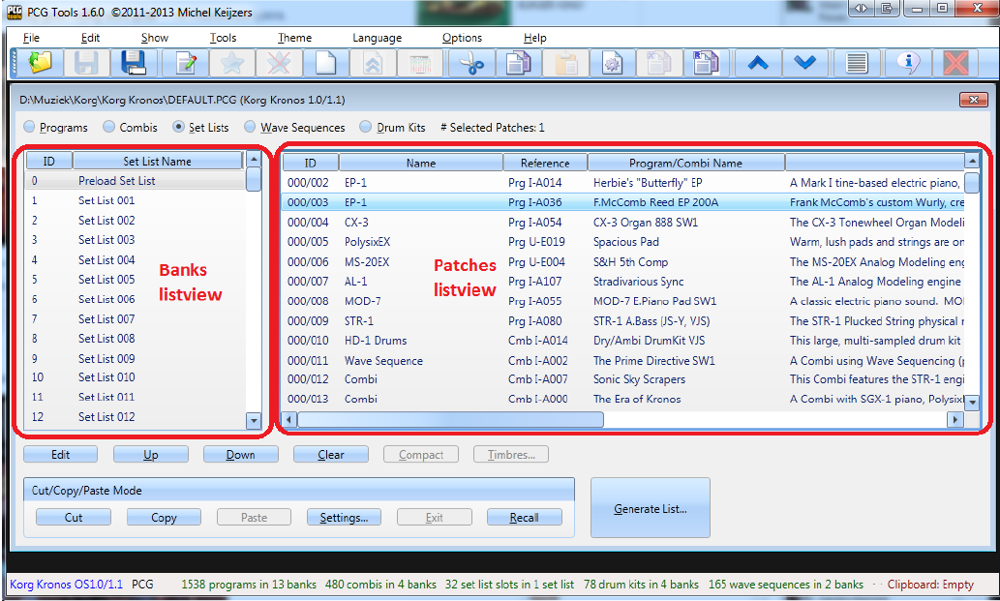 PCG Tools 1.6.0 ©2011-2013 Michel Keijzers
File Edit Show Tools Theme Language Options Help
D:\Muziek\Korg\Korg Kronos\DEFAULT.PCG (Korg Kronos 1.0/1.1)
Programs Combis Set Lists Wave Sequences Drum Kits # Selected Patches: 1
ID Set List Name
0 Preload Set List
1 Set List 001
2 Set List 002
3 Set List 003
4 Set List 004
5 Set List 005
6 Set List 006
7 Set List 007
8 Set List 008
9 Set List 009
10 Set List 010
11 Set List 011
12 Set List 012
Banks
listview
ID Name Reference Program/Combi Name
000/002 EP-1 Prg I-A014 Herbie's "Butterfly" EP A Mark I tine-based electric piano,
000/003 EP-1 Prg I-A036 F.McComb Reed EP 200A Frank McComb's custom Wurly, cre
000/004 CX-3 Prg I-A054 CX-3 Organ 888 SW1 The CX-3 Tonewheel Organ Modeli
000/005 PolysixEX Prg U-E019 Spacious Pad Warm, lush pads and strings are on
000/006 MS-20EX Prg U-E004 S&H 5th Comp The MS-20EX Analog Modeling eng
000/007 AL-1 Prg I-A107 Stradivarious Sync The AL-1 Analog Modeling engine
000/008 MOD-7 Prg I-A055 MOD-7 E.Piano Pad SW1 A classic electric piano sound. MO
000/009 STR-1 Prg I-A080 STR-1 A.Bass (JS-Y, VJS) The STR-1 Plucked String physical
000/010 HD-1 Drums Cmb I-A014 Dry/Ambi DrumKit VJS This large, multi-sampled drum kit
000/011 Wave Sequence Cmb I-A002 The Prime Directive SW1 A Combi using Wave Sequencing (
000/012 Combi Cmb I-A007 Sonic Sky Scrapers This Combi features the STR-1 engi
000/013 Combi Cmb I-A000 The Era of Kronos A Combi with SGX-1 piano, Polysix
Patches
listview
Edit Up Down Clear Compact Timbres...
Cut/Copy/Paste Mode
Cut Copy Paste Settings... Exit Recall
Generate List...
Korg Kronos OS1.0/1.1 PCG 1538 programs in 13 banks 480 combis in 4 banks 32 set list slots in 1 set list 78 drum kits in 4 banks 165 wave sequences in 2 banks Clipboard: Empty